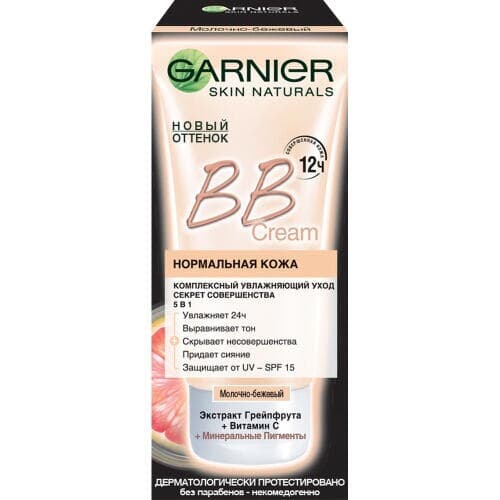 Молочно-бежевый
GARNIER
SKIN NATURALS
НОВЫЙ
ОТТЕНОК
СОВЕРШЕННАЯ КОЖА
12ч
BB
Cream
НОРМАЛЬНАЯ КОЖА
КОМПЛЕКСНЫЙ УВЛАЖНЯЮЩИЙ УХОД
СЕКРЕТ СОВЕРШЕНСТВА
5 В 1
Увлажняет 24ч
Выравнивает тон
+ Скрывает несовершенства
Придает сияние
Защищает от UV – SPF 15
Молочно-бежевый
Экстракт Грейпфрута
+ Витамин С
+ Минеральные Пигменты
ДЕРМАТОЛОГИЧЕСКИ ПРОТЕСТИРОВАНО
без парабенов - некомедогенно